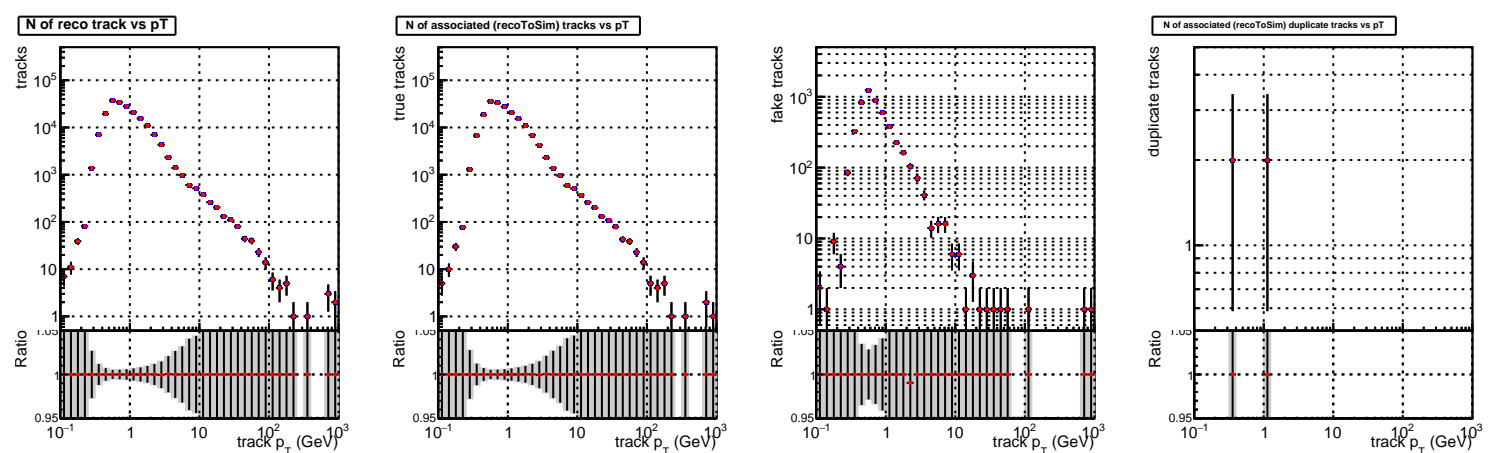 N of reco track vs pT
tracks
10^5
10^4
10^3
10^2
10
1
Ratio
1.05
1
0.95
10^-1 1 10 10^2 10^3
track p_T (GeV)
N of associated (recoToSim) tracks vs pT
true tracks
10^5
10^4
10^3
10^2
10
1
Ratio
1.05
1
0.95
10^-1 1 10 10^2 10^3
track p_T (GeV)
fake tracks
10^3
10^2
10
1
Ratio
1.05
1
0.95
10^-1 1 10 10^2 10^3
track p_T (GeV)
N of associated (recoToSim) duplicate tracks vs pT
duplicate tracks
1
Ratio
1.05
1
0.95
10^-1 1 10 10^2 10^3
track p_T (GeV)